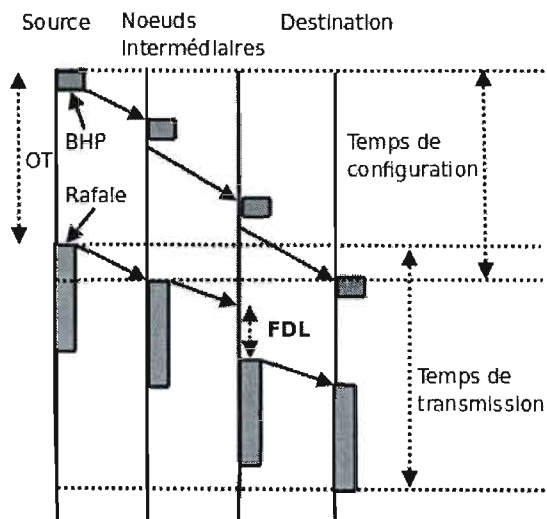 Source
Noeuds
Intermédiaires
Destination
BHP
OT
Temps de
configuration
Rafale
FDL
Temps de
transmission